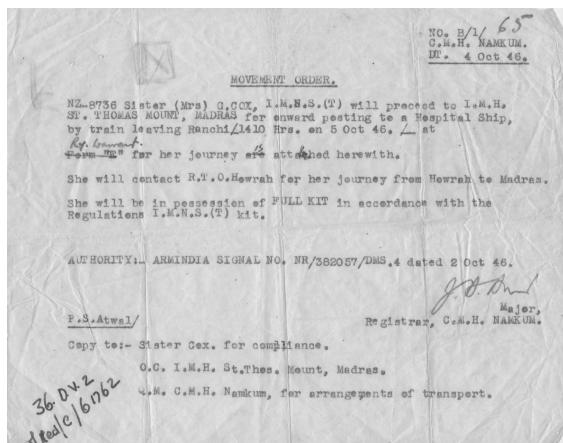 NO. B/1/ 65
C.M.H. NAMKUM.
DT. 4 Oct 46.
MOVEMENT ORDER.
NZ-8736 Sister (Mrs) G.COX, I.M.N.S.(T) will proceed to I.M.H.
ST. THOMAS MOUNT, MADRAS for onward posting to a Hospital Ship,
by train leaving Ranchi/1410 Hrs. on 5 Oct 46. at
Rly. Warrant is
Form "E" for her journey are attached herewith.
She will contact R.T.O.Howrah for her journey from Howrah to Madras.
She will be in possession of FULL KIT in accordance with the
Regulations I.M.N.S.(T) kit.
AUTHORITY:- ARMINDIA SIGNAL NO. NR/382057/DMS.4 dated 2 Oct 46.
Major,
P.S.Atwal/ Registrar, C.M.H. NAMKUM.
Copy to:- Sister Cox. for compliance.
O.C. I.M.H. St.Thos. Mount, Madras.
Q.M. C.M.H. Namkum, for arrangements of transport.
36.D.V.2